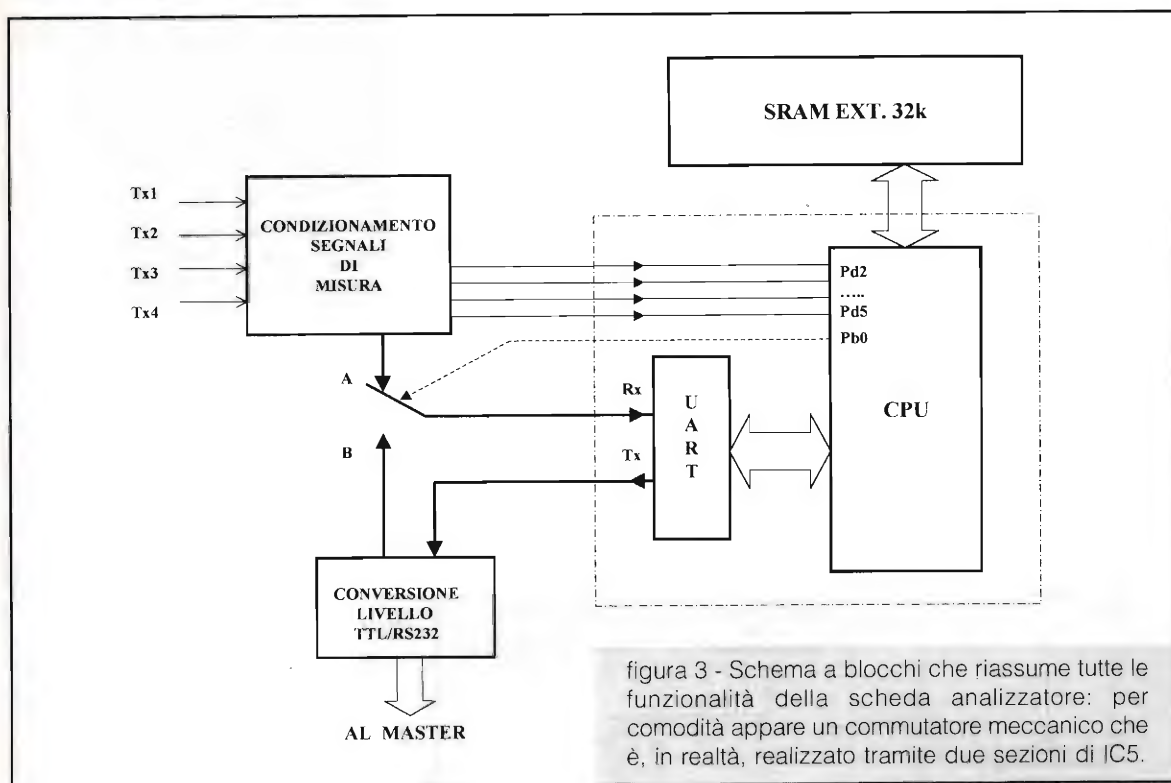 SRAM EXT. 32k
Tx1
Tx2
Tx3
Tx4
CONDIZIONAMENTO
SEGNALI
DI
MISURA
Pd2
.....
Pd5
Pb0
CPU
A
B
Rx
Tx
U
A
R
T
CONVERSIONE
LIVELLO
TTL/RS232
AL MASTER
figura 3 - Schema a blocchi che riassume tutte le
funzionalità della scheda analizzatore: per
comodità appare un commutatore meccanico che
è, in realtà, realizzato tramite due sezioni di IC5.